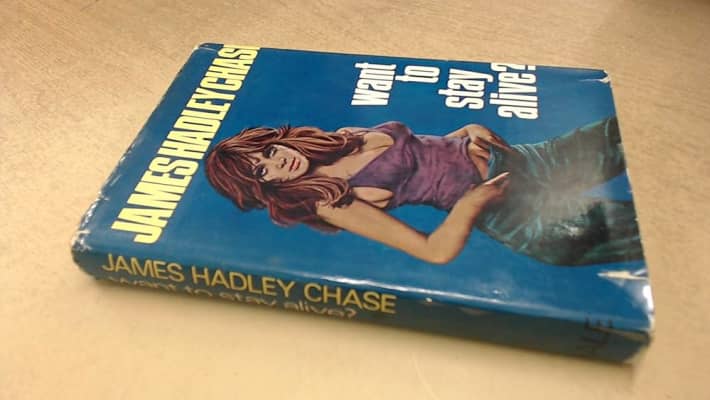 JAMES HADLEY CHASE
want
to
stay
alive?
JAMES HADLEY CHASE
want to stay alive?